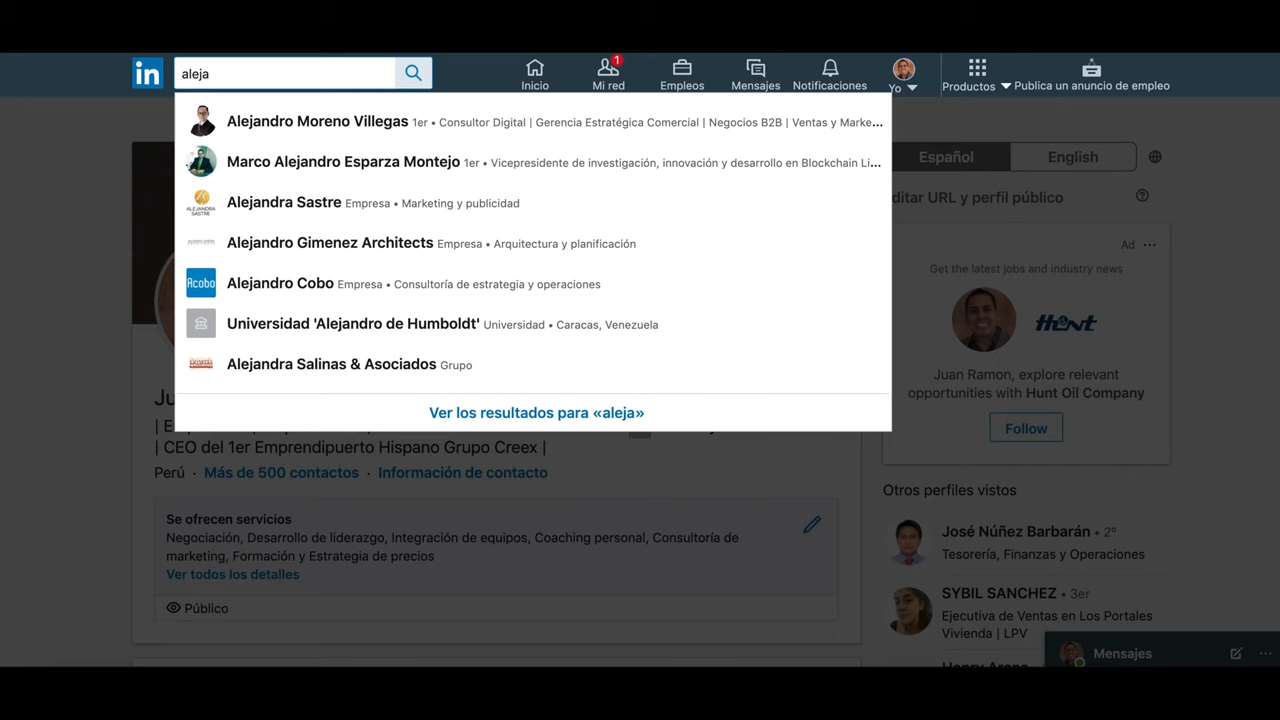 in
aleja
Inicio
1
Mi red
Empleos
Mensajes
Notificaciones
Yo
Productos
Publica un anuncio de empleo
Alejandro Moreno Villegas 1er • Consultor Digital | Gerencia Estratégica Comercial | Negocios B2B | Ventas y Marke...
Marco Alejandro Esparza Montejo 1er • Vicepresidente de investigación, innovación y desarrollo en Blockchain Li...
ALEJANDRA
SASTRE
Alejandra Sastre Empresa • Marketing y publicidad
Alejandro Gimenez Architects Empresa • Arquitectura y planificación
Acobo
Alejandro Cobo Empresa • Consultoría de estrategia y operaciones
Universidad 'Alejandro de Humboldt' Universidad • Caracas, Venezuela
Alejandra Salinas & Asociados Grupo
Ver los resultados para «aleja»
| CEO del 1er Emprendipuerto Hispano Grupo Creex |
Perú · Más de 500 contactos · Información de contacto
Se ofrecen servicios
Negociación, Desarrollo de liderazgo, Integración de equipos, Coaching personal, Consultoría de
marketing, Formación y Estrategia de precios
Ver todos los detalles
Público
Español
English
ditar URL y perfil público
Ad
Get the latest jobs and industry news
Hunt
Juan Ramon, explore relevant
opportunities with Hunt Oil Company
Follow
Otros perfiles vistos
José Núñez Barbarán • 2º
Tesorería, Finanzas y Operaciones
SYBIL SANCHEZ • 3er
Ejecutiva de Ventas en Los Portales
Vivienda | LPV
Mensajes